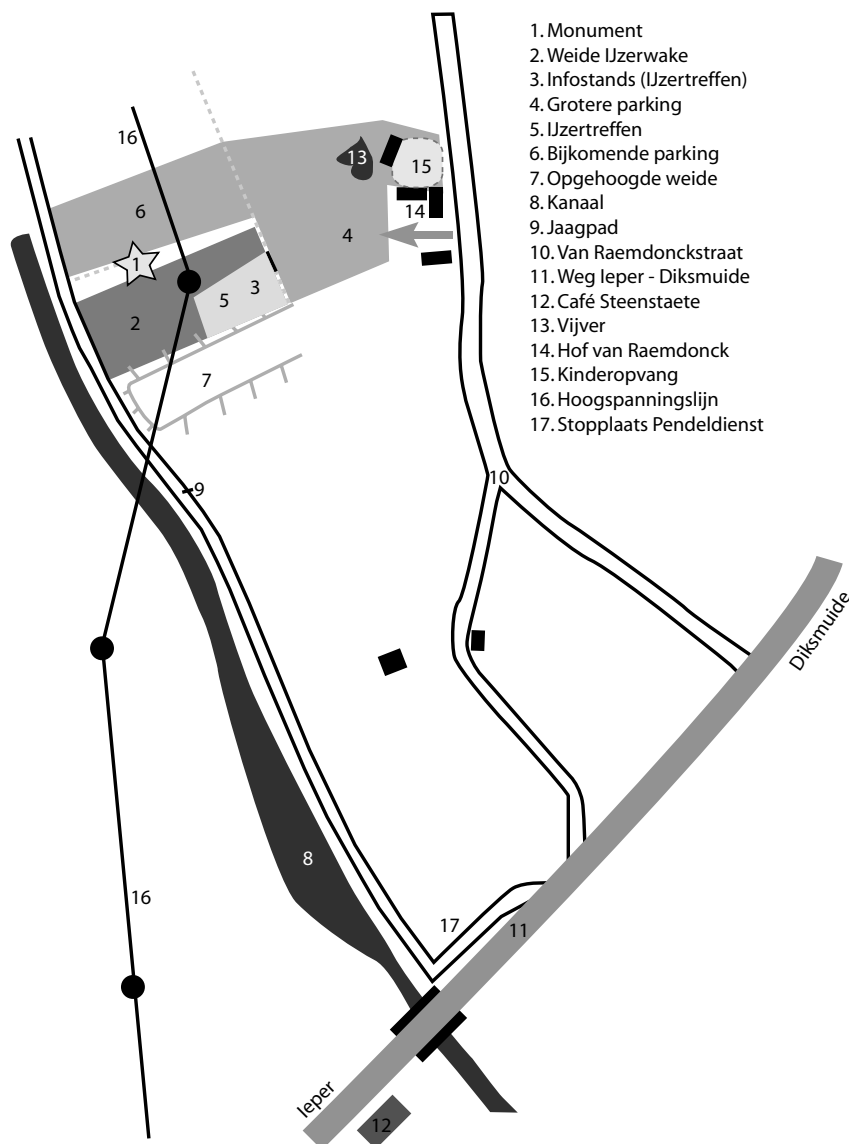 1. Monument
2. Weide IJzerwake
3. Infostands (IJzertreffen)
4. Grotere parking
5. IJzertreffen
6. Bijkomende parking
7. Opgehoogde weide
8. Kanaal
9. Jaagpad
10. Van Raemdonckstraat
11. Weg Ieper - Diksmuide
12. Café Steenstaete
13. Vijver
14. Hof van Raemdonck
15. Kinderopvang
16. Hoogspanningslijn
17. Stopplaats Pendeldienst
16
13
15
6
14
4
1
5
3
2
7
10
9
Diksmuide
8
16
17
11
Ieper
12